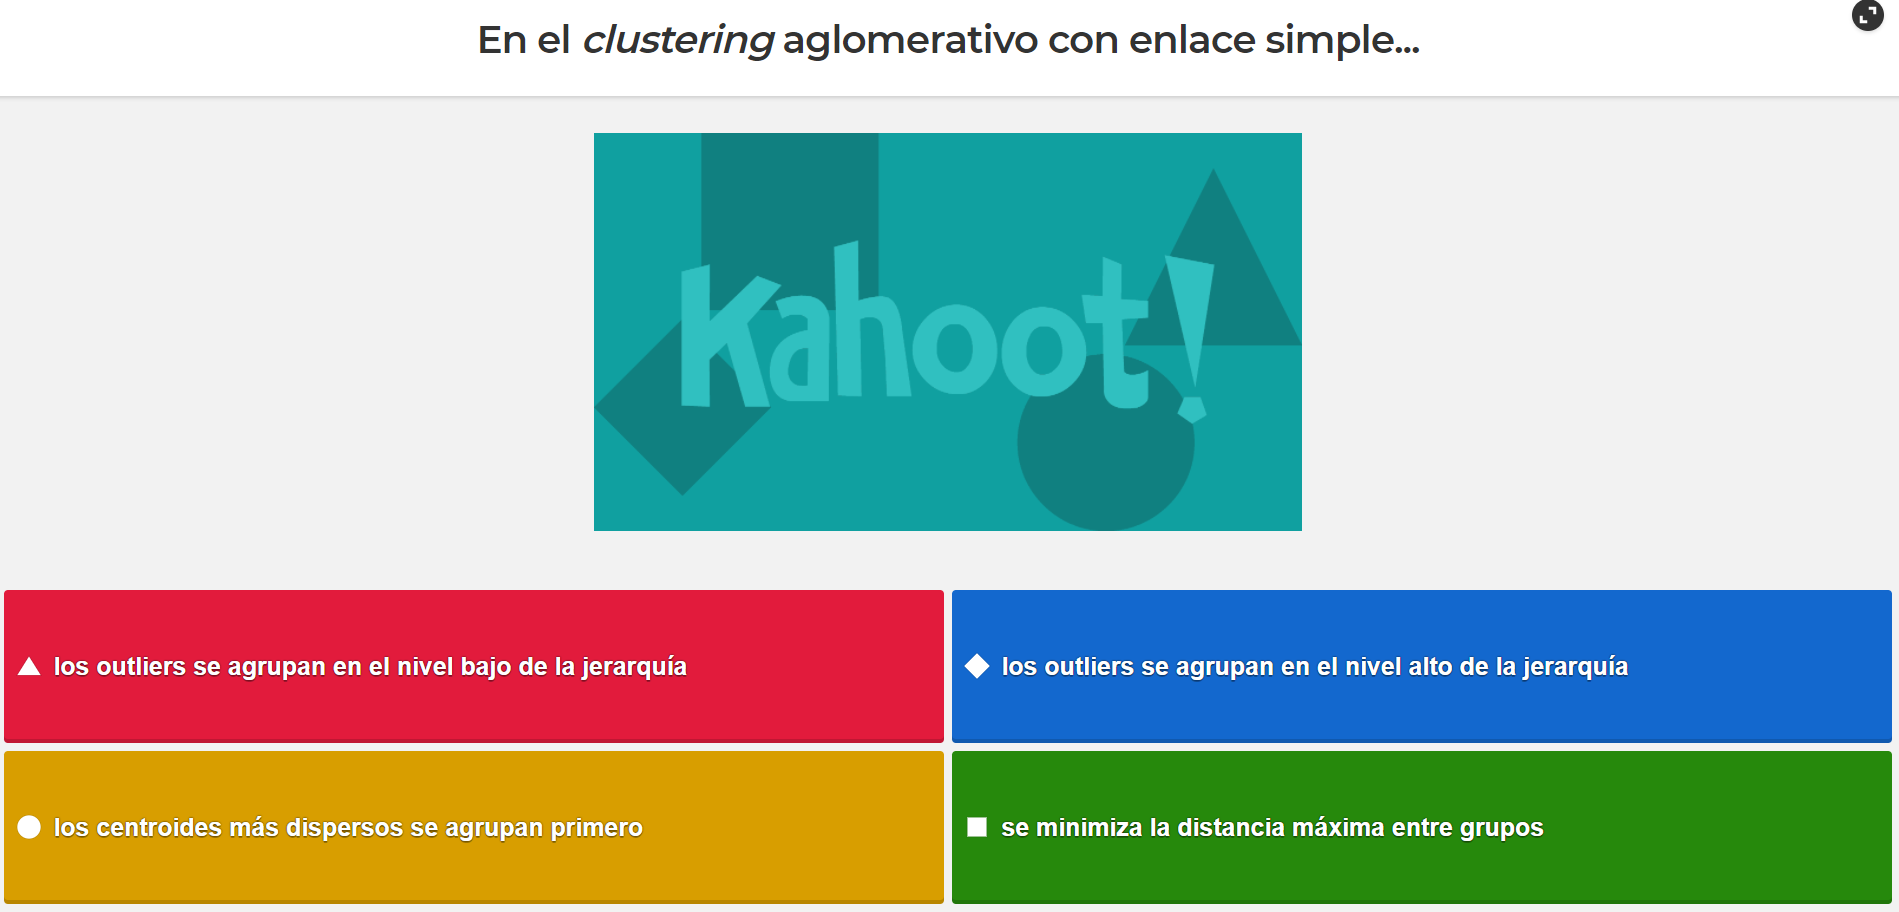 En el clustering aglomerativo con enlace simple...
Kahoot!
los outliers se agrupan en el nivel bajo de la jerarquía
los outliers se agrupan en el nivel alto de la jerarquía
los centroides más dispersos se agrupan primero
se minimiza la distancia máxima entre grupos